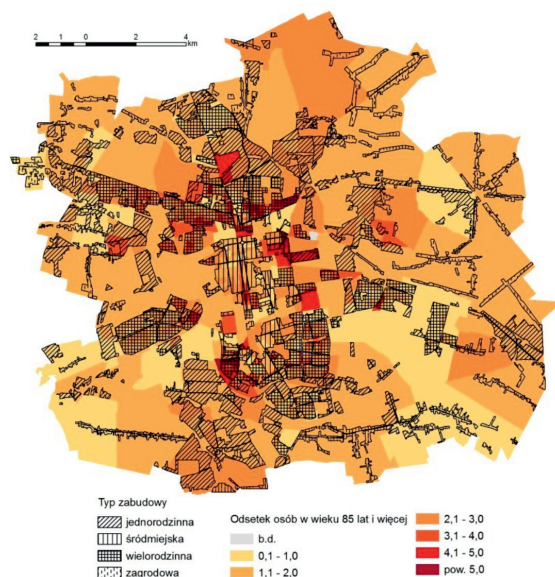 2 1 0 2 4
km
Typ zabudowy
jednorodzinna
śródmiejska
wielorodzinna
zagrodowa
Odsetek osób w wieku 85 lat i więcej
b.d.
0,1 - 1,0
1,1 - 2,0
2,1 - 3,0
3,1 - 4,0
4,1 - 5,0
pow. 5,0